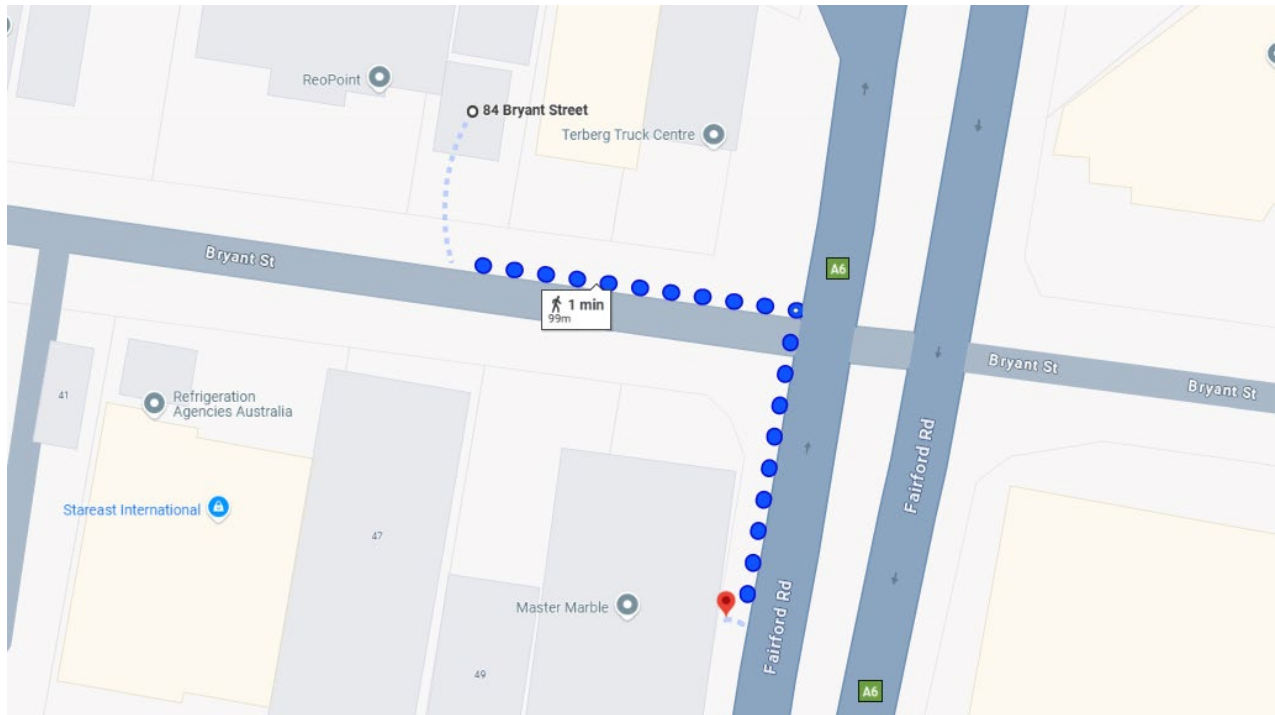 ReoPoint
84 Bryant Street
Terberg Truck Centre
Bryant St
A6
1 min
99m
Bryant St
Bryant St
41
Refrigeration
Agencies Australia
Fairford Rd
Stareast International
47
Master Marble
Fairford Rd
49
A6